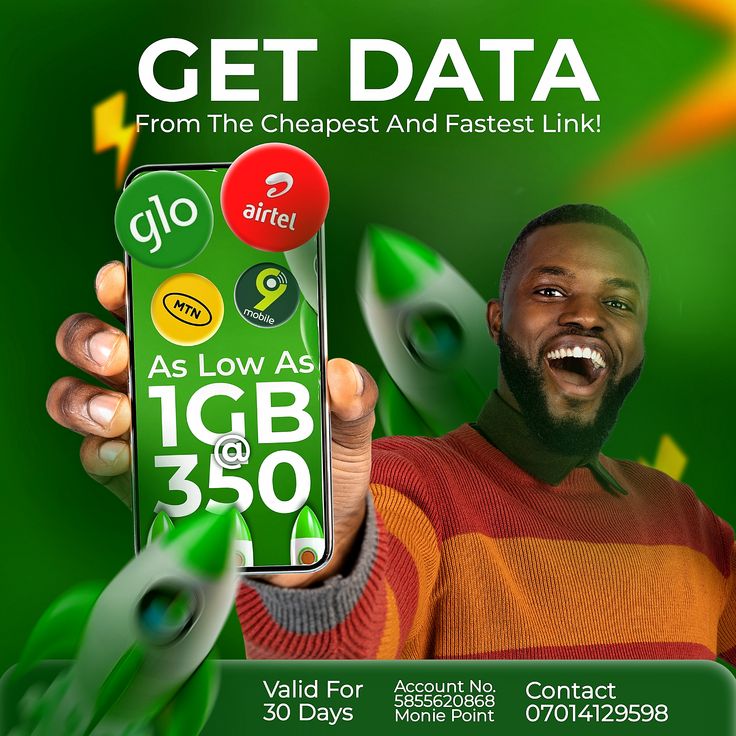 GET DATA
From The Cheapest And Fastest Link!
glo
airtel
MTN
9
mobile
As Low As
1GB
@
350
Valid For
30 Days
Account No.
5855620868
Monie Point
Contact
07014129598